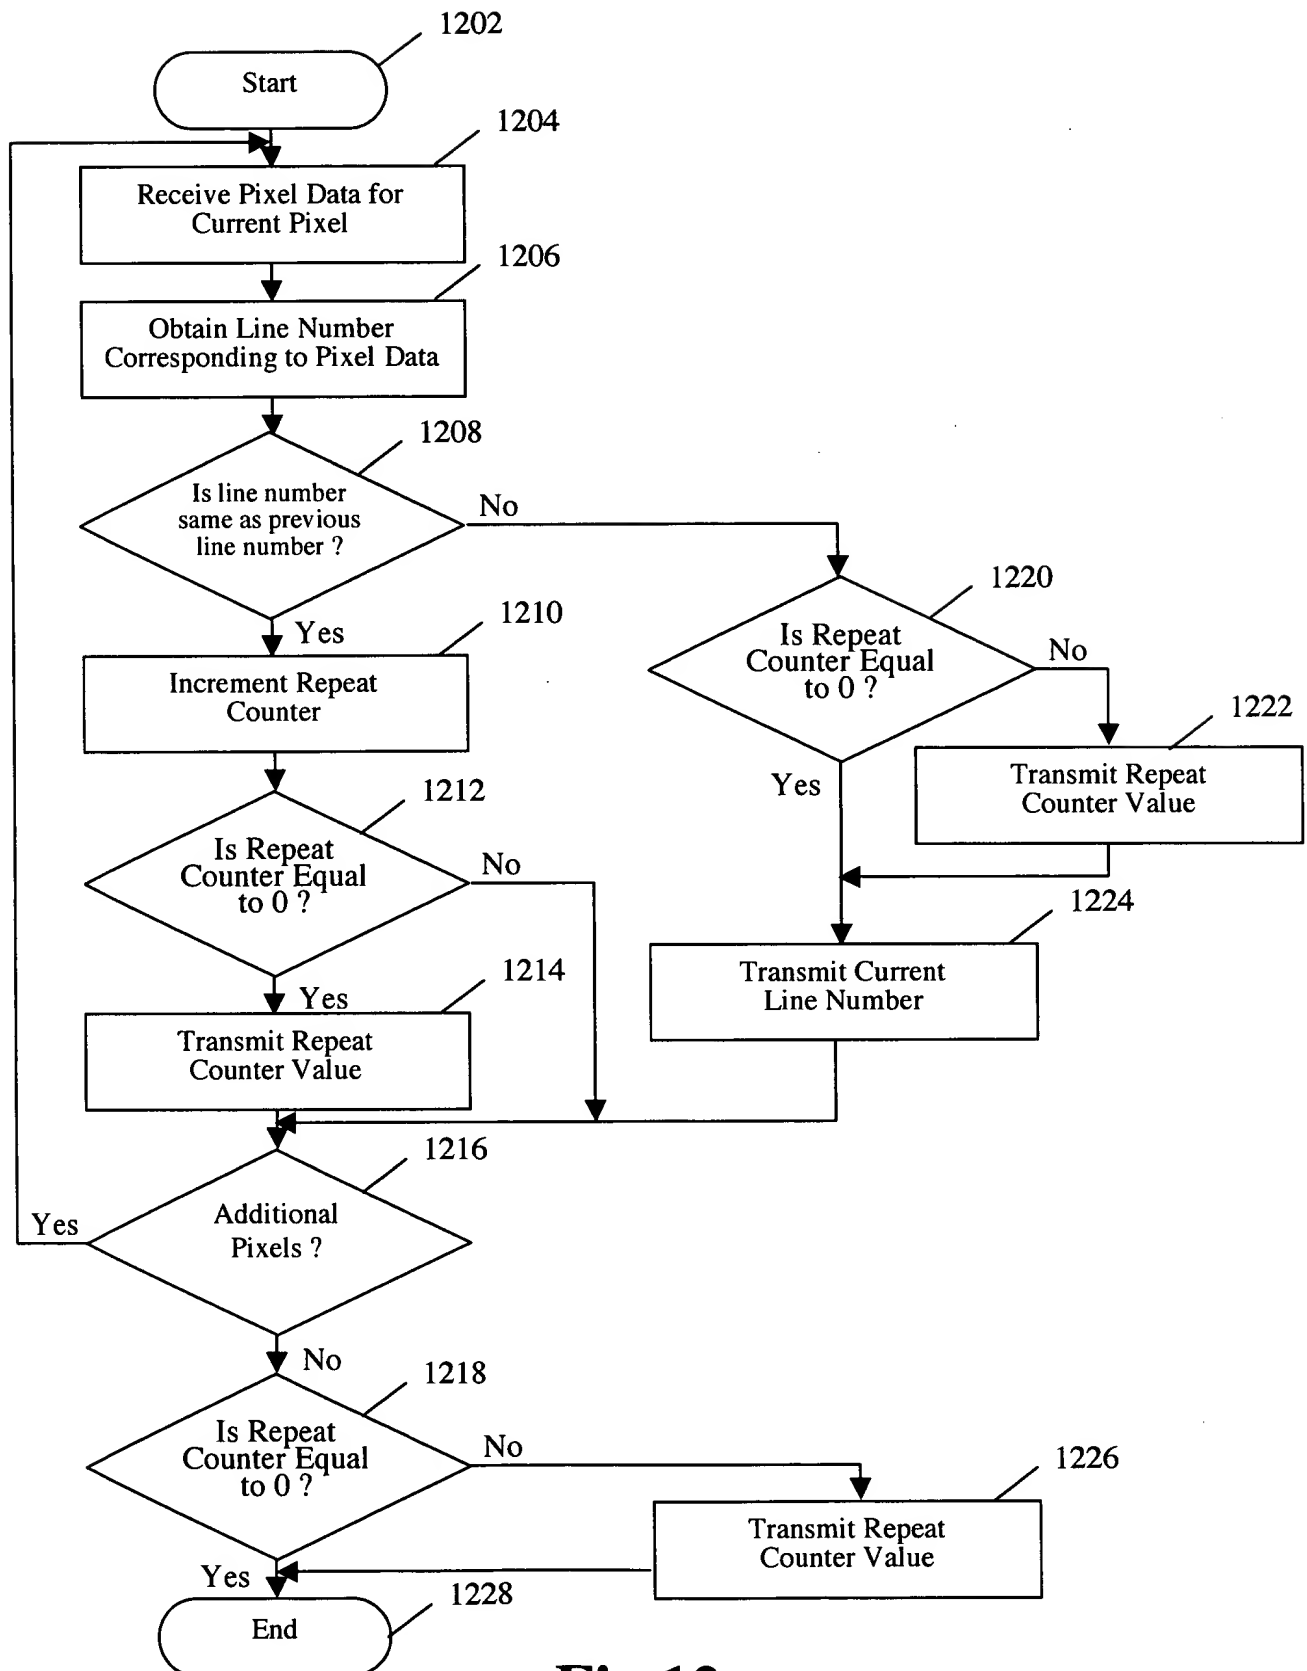 1202
Start
1204
Receive Pixel Data for
Current Pixel
1206
Obtain Line Number
Corresponding to Pixel Data
1208
Is line number
same as previous
line number ?
No
Yes
1210
Increment Repeat
Counter
1220
Is Repeat
Counter Equal
to 0 ?
No
Yes
1222
Transmit Repeat
Counter Value
1212
Is Repeat
Counter Equal
to 0 ?
No
Yes
1224
Transmit Current
Line Number
1214
Transmit Repeat
Counter Value
1216
Additional
Pixels ?
Yes
No
1218
Is Repeat
Counter Equal
to 0 ?
No
Yes
1226
Transmit Repeat
Counter Value
1228
End